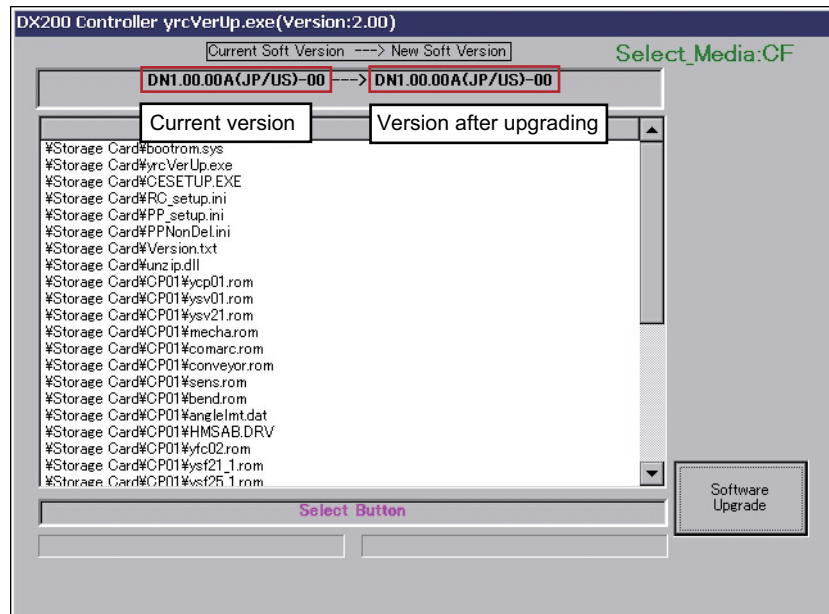 DX200 Controller yrcVerUp.exe(Version:2.00)
Current Soft Version ---> New Soft Version
Select_Media:CF
DN1.00.00A(JP/US)-00 ---> DN1.00.00A(JP/US)-00
Current version
Version after upgrading
¥Storage Card¥bootrom.sys
¥Storage Card¥yrcVerUp.exe
¥Storage Card¥CESETUP.EXE
¥Storage Card¥RC_setup.ini
¥Storage Card¥PP_setup.ini
¥Storage Card¥PPNonDel.ini
¥Storage Card¥Version.txt
¥Storage Card¥unzip.dll
¥Storage Card¥CP01¥ycp01.rom
¥Storage Card¥CP01¥ysv01.rom
¥Storage Card¥CP01¥ysv21.rom
¥Storage Card¥CP01¥mecha.rom
¥Storage Card¥CP01¥comarc.rom
¥Storage Card¥CP01¥conveyor.rom
¥Storage Card¥CP01¥sens.rom
¥Storage Card¥CP01¥bend.rom
¥Storage Card¥CP01¥anglelmt.dat
¥Storage Card¥CP01¥HMSAB.DRV
¥Storage Card¥CP01¥yfc02.rom
¥Storage Card¥CP01¥ysf21_1.rom
¥Storage Card¥CP01¥ysf25_1.rom
Software
Upgrade
Select Button